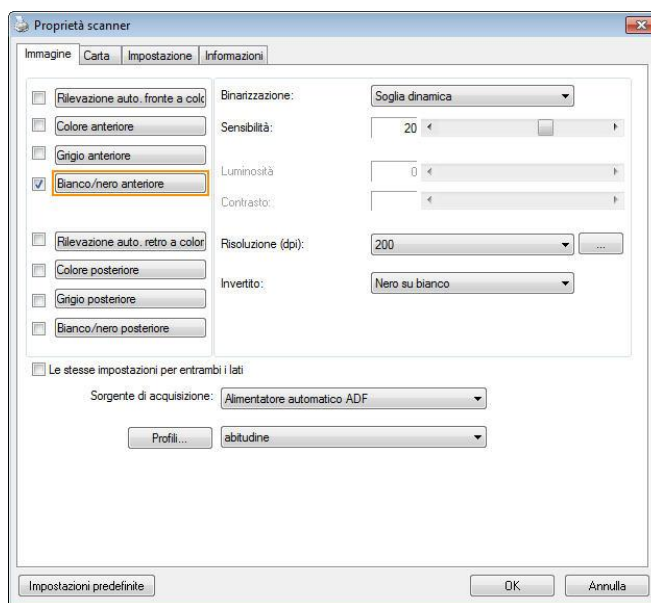 Proprietà scanner
Immagine Carta Impostazione Informazioni
Rilevazione auto. fronte a colo
Binarizzazione: Soglia dinamica
Colore anteriore
Sensibilità: 20
Grigio anteriore
Luminosità 0
Bianco/nero anteriore
Contrasto:
Rilevazione auto. retro a color
Risoluzione (dpi): 200 ...
Colore posteriore
Invertito: Nero su bianco
Grigio posteriore
Bianco/nero posteriore
Le stesse impostazioni per entrambi i lati
Sorgente di acquisizione: Alimentatore automatico ADF
Profili... abitudine
Impostazioni predefinite OK Annulla